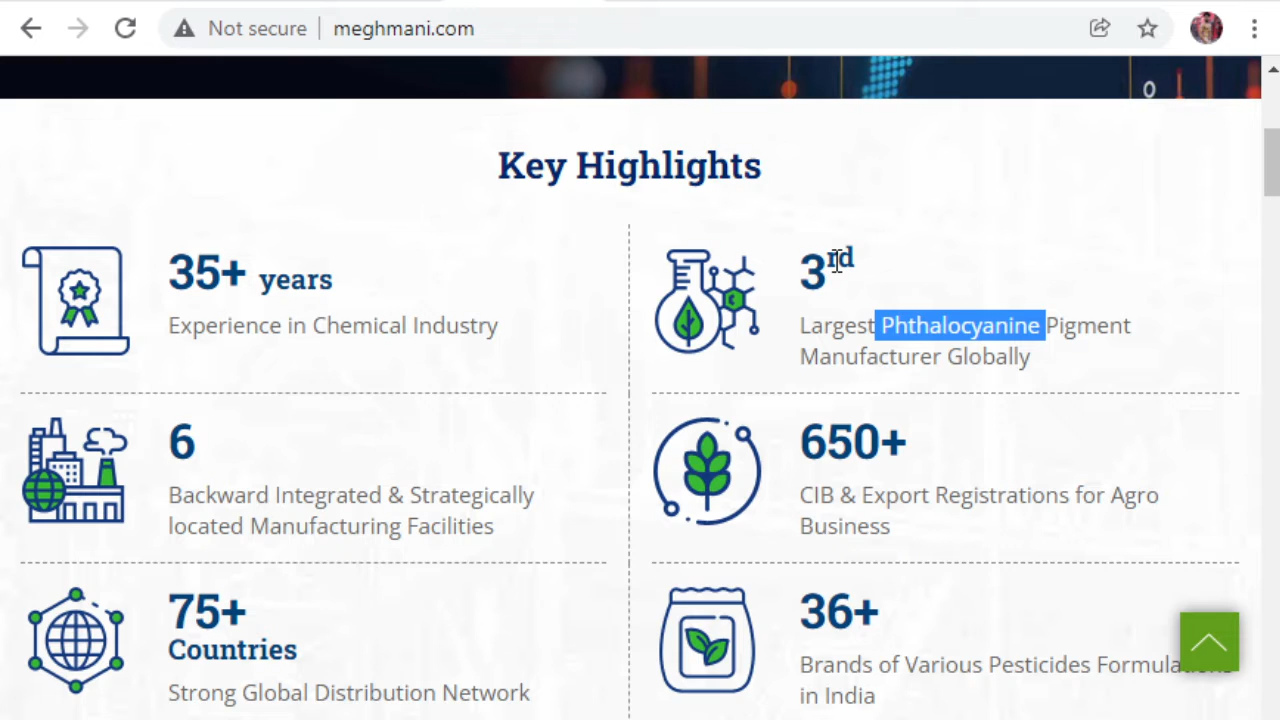 Not secure
meghmani.com
Key Highlights
35+ years
Experience in Chemical Industry
3rd
Largest Phthalocyanine Pigment
Manufacturer Globally
6
Backward Integrated & Strategically
located Manufacturing Facilities
650+
CIB & Export Registrations for Agro
Business
75+
Countries
Strong Global Distribution Network
36+
Brands of Various Pesticides Formulations
in India